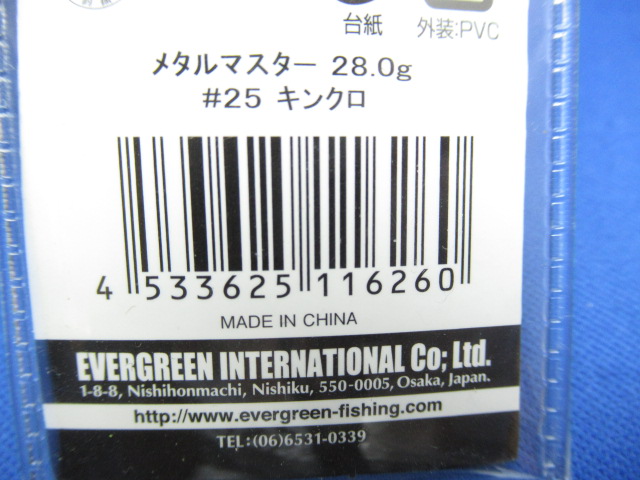 台紙 外装:PVC
メタルマスター 28.0g
#25 キンクロ
4 533625 116260
MADE IN CHINA
EVERGREEN INTERNATIONAL Co; Ltd.
1-8-8, Nishihonmachi, Nishiku, 550-0005, Osaka, Japan.
http://www.evergreen-fishing.com
TEL:(06)6531-0339